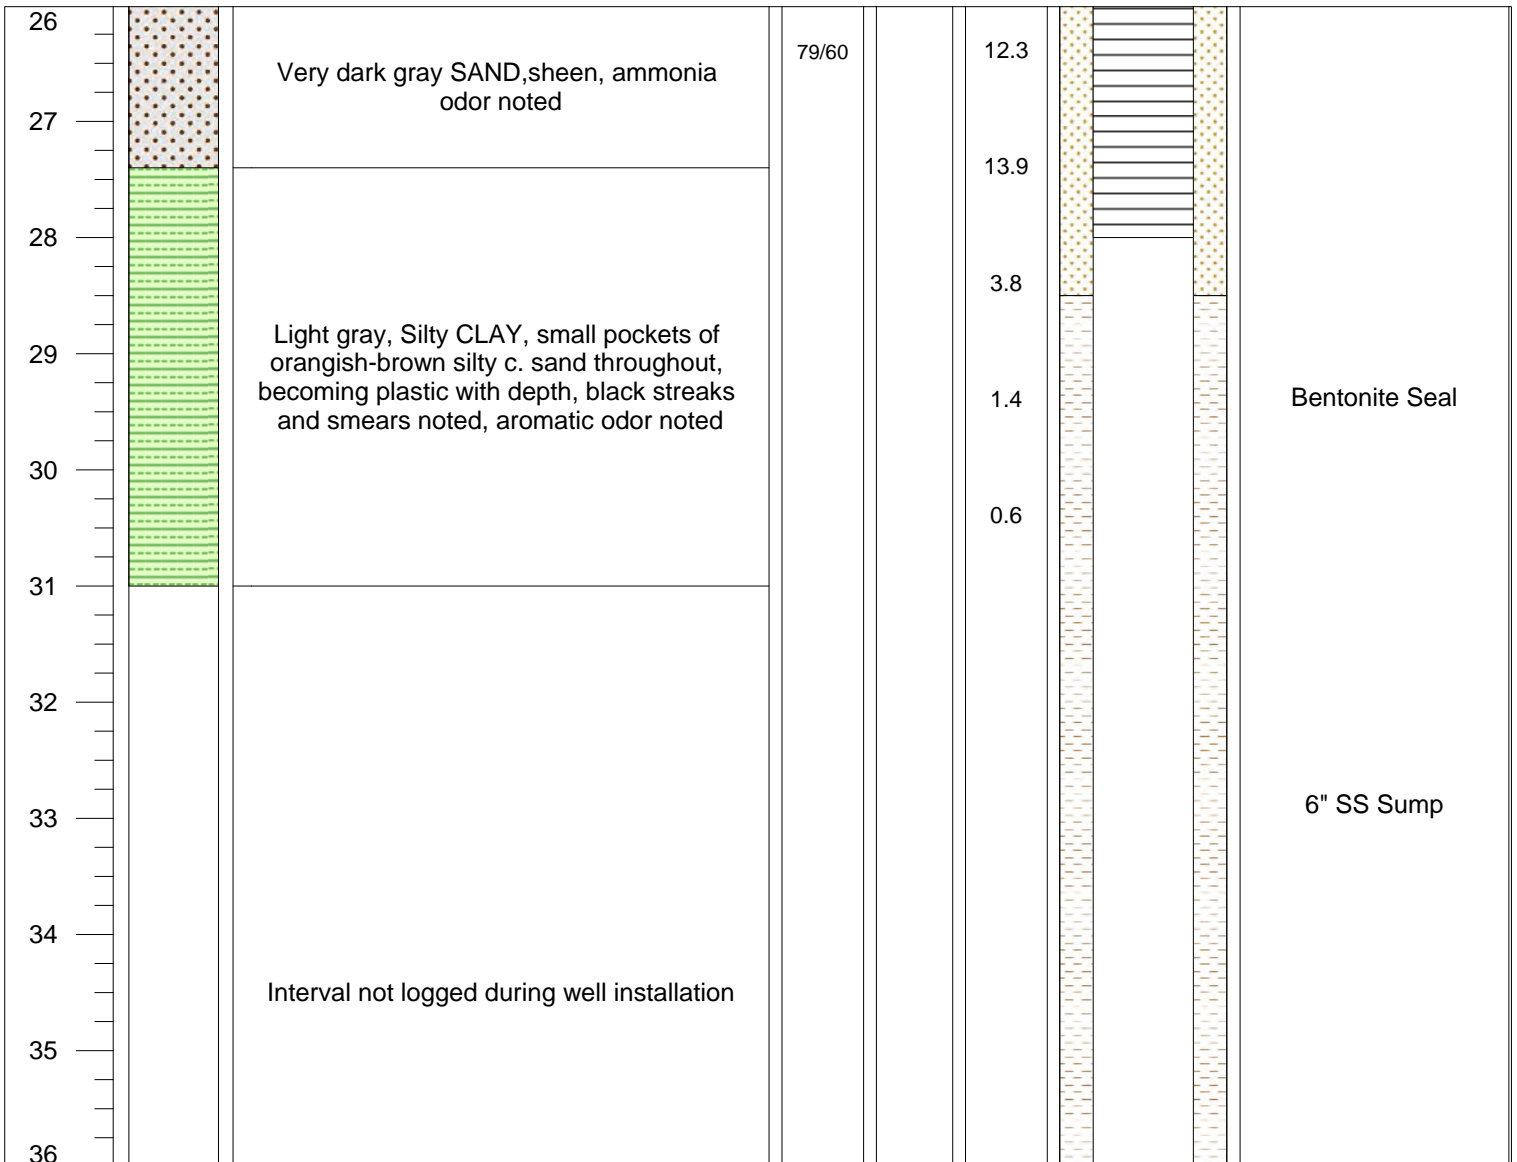 26
Very dark gray SAND,sheen, ammonia
odor noted
79/60
12.3
27
13.9
28
3.8
Light gray, Silty CLAY, small pockets of
orangish-brown silty c. sand throughout,
becoming plastic with depth, black streaks
and smears noted, aromatic odor noted
29
1.4
Bentonite Seal
30
0.6
31
32
33
6" SS Sump
34
Interval not logged during well installation
35
36